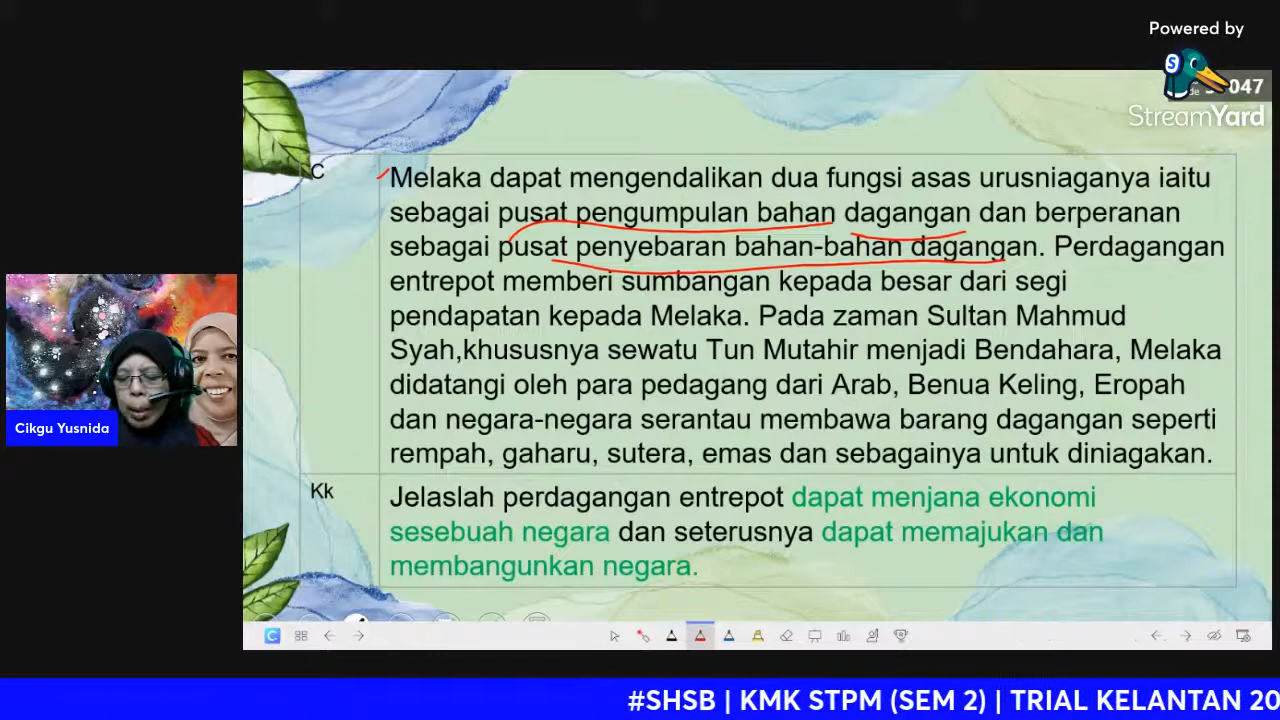 Powered by
StreamYard
C
Melaka dapat mengendalikan dua fungsi asas urusniaganya iaitu
sebagai pusat pengumpulan bahan dagangan dan berperanan
sebagai pusat penyebaran bahan-bahan dagangan. Perdagangan
entrepot memberi sumbangan kepada besar dari segi
pendapatan kepada Melaka. Pada zaman Sultan Mahmud
Syah,khususnya sewatu Tun Mutahir menjadi Bendahara, Melaka
didatangi oleh para pedagang dari Arab, Benua Keling, Eropah
dan negara-negara serantau membawa barang dagangan seperti
rempah, gaharu, sutera, emas dan sebagainya untuk diniagakan.
Kk
Jelaslah perdagangan entrepot dapat menjana ekonomi
sesebuah negara dan seterusnya dapat memajukan dan
membangunkan negara.
Cikgu Yusnida
#SHSB | KMK STPM (SEM 2) | TRIAL KELANTAN 20